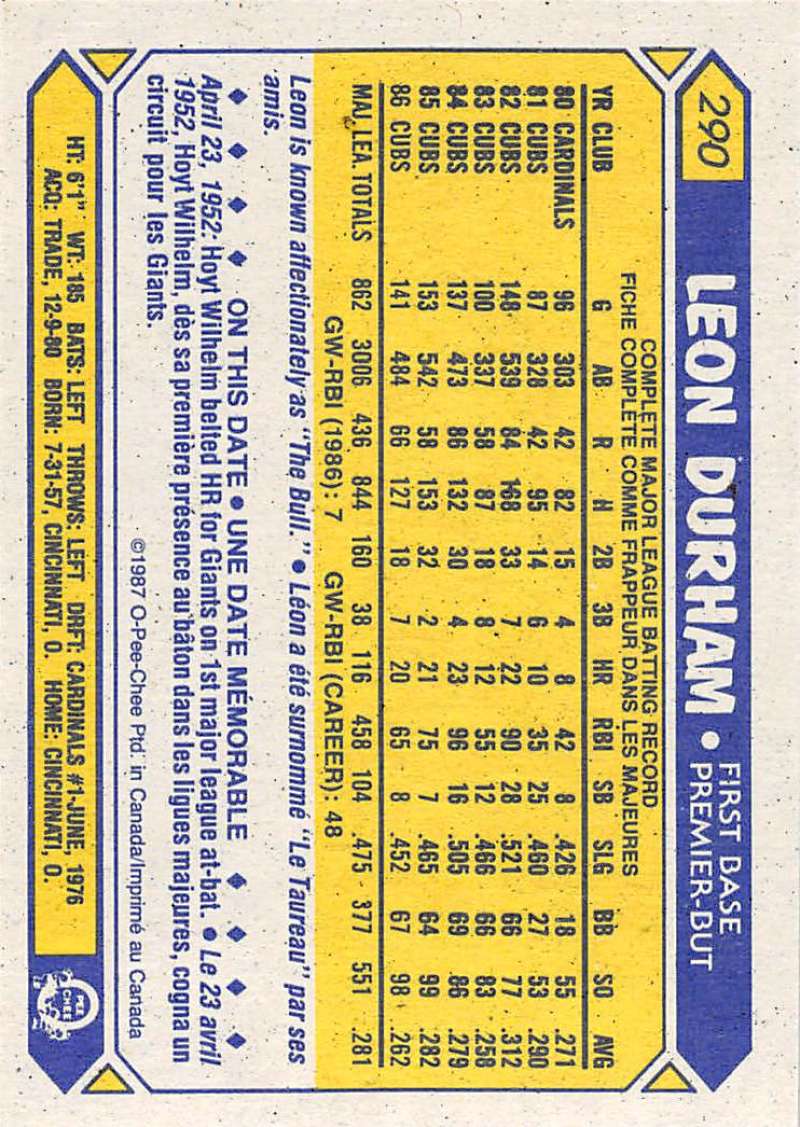 290
LEON DURHAM • FIRST BASE
PREMIER-BUT
COMPLETE MAJOR LEAGUE BATTING RECORD
FICHE COMPLETE COMME FRAPPEUR DANS LES MAJEURES
YR CLUB G AB R H 2B 3B HR RBI SB SLG BB SO AVG
80 CARDINALS 96 303 42 82 15 4 8 42 8 .426 18 55 .271
81 CUBS 87 328 42 95 14 6 10 35 25 .460 27 53 .290
82 CUBS 148 539 84 168 33 7 22 90 28 .521 66 77 .312
83 CUBS 100 337 58 87 18 8 12 55 12 .466 66 83 .258
84 CUBS 137 473 86 132 30 4 23 96 16 .505 69 86 .279
85 CUBS 153 542 58 153 32 2 21 75 7 .465 64 99 .282
86 CUBS 141 484 66 127 18 7 20 65 8 .452 67 98 .262
MAJ. LEA. TOTALS 862 3006 436 844 160 38 116 458 104 .475 377 551 .281
GW-RBI (1986): 7 GW-RBI (CAREER): 48
Leon is known affectionately as "The Bull." • Léon a été surnommé "Le Taureau" par ses
amis.
◆ ◆ ◆ ◆ ON THIS DATE • UNE DATE MÉMORABLE ◆ ◆ ◆ ◆
April 23, 1952: Hoyt Wilhelm belted HR for Giants on 1st major league at-bat. • Le 23 avril
1952, Hoyt Wilhelm, dès sa première présence au bâton dans les ligues majeures, cogna un
circuit pour les Giants.
©1987 O-Pee-Chee Ptd. in Canada/Imprimé au Canada
HT: 6'1" WT: 185 BATS: LEFT THROWS: LEFT DRFT: CARDINALS #1-JUNE, 1976
ACQ: TRADE, 12-9-80 BORN: 7-31-57, CINCINNATI, O. HOME: CINCINNATI, O.
O
PEE
CHEE